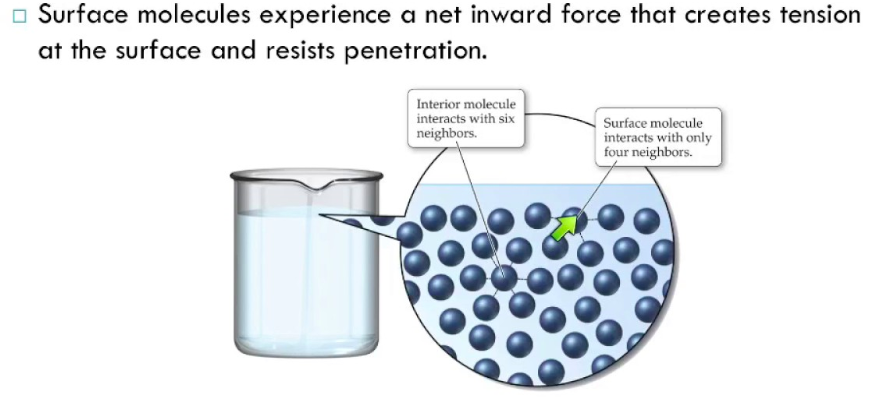 Surface molecules experience a net inward force that creates tension
at the surface and resists penetration.
Interior molecule
interacts with six
neighbors.
Surface molecule
interacts with only
four neighbors.